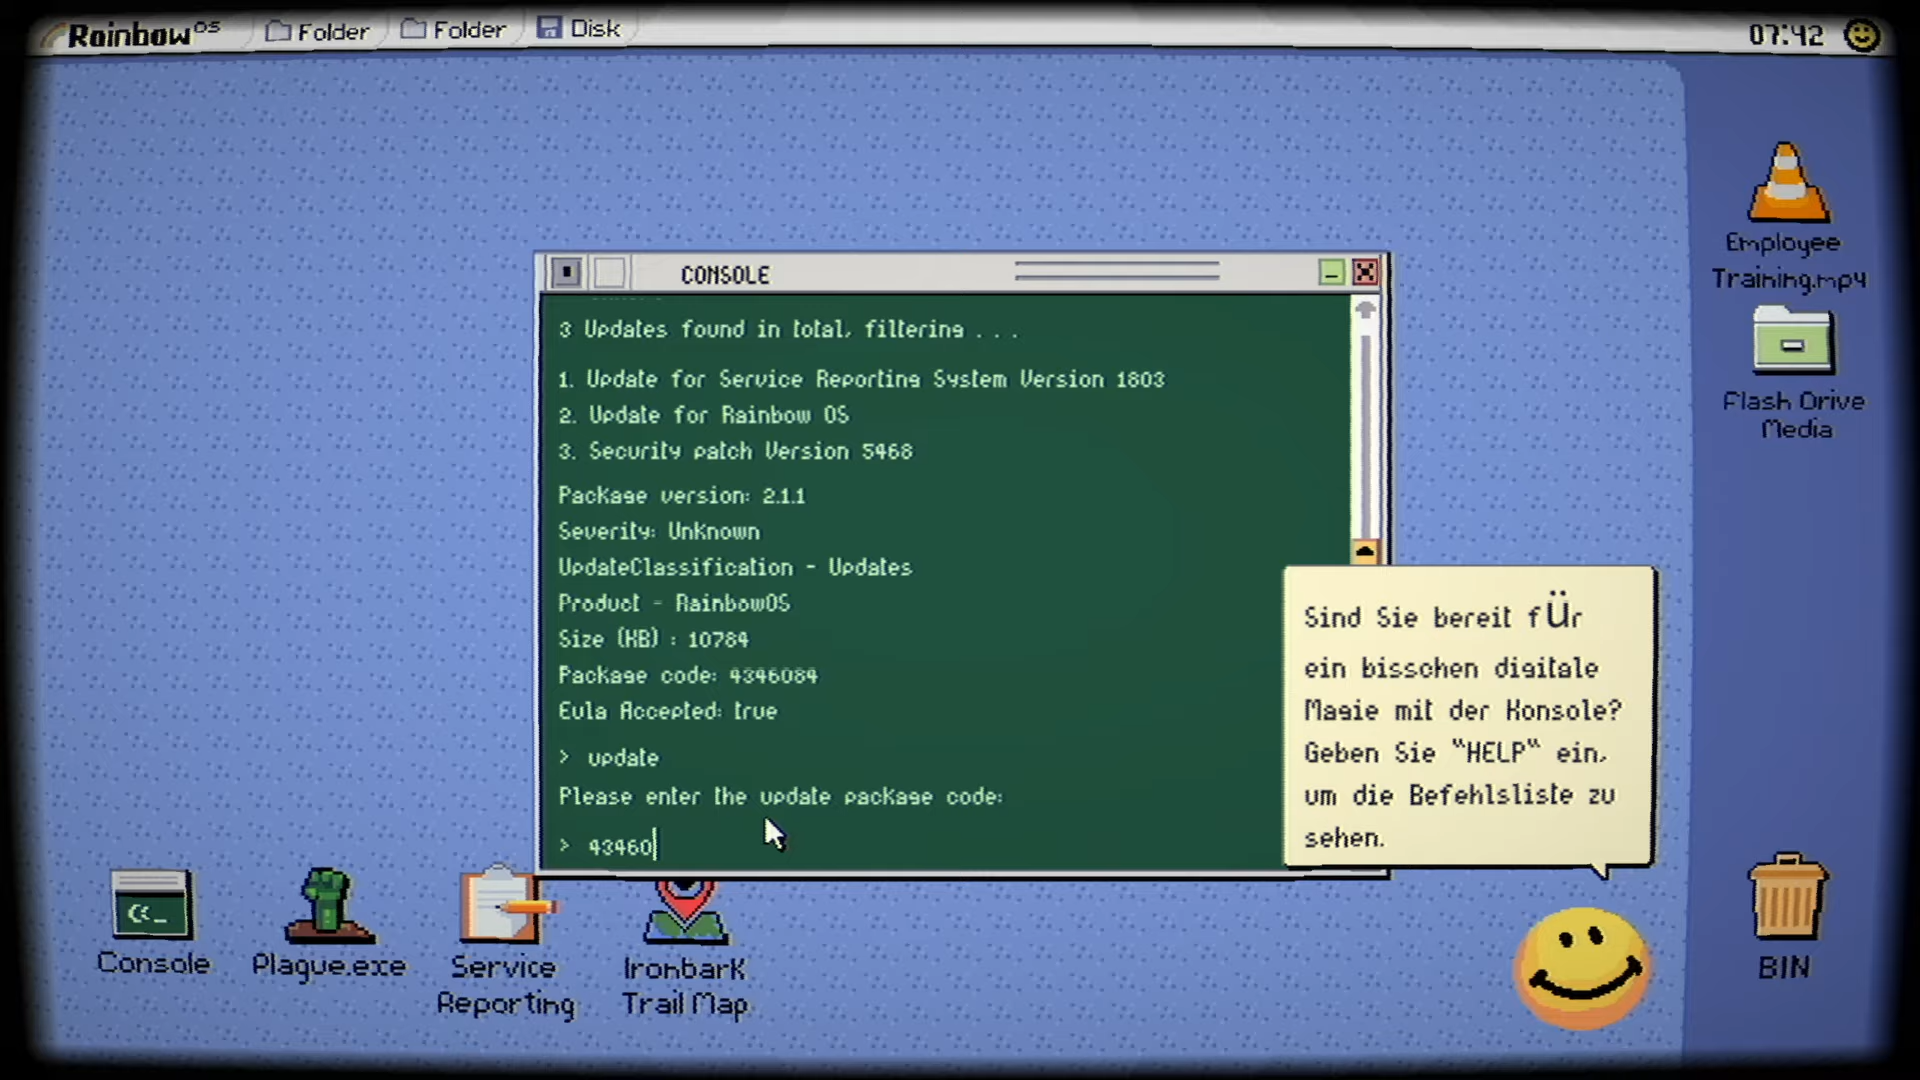 RainbowOS
Folder
Folder
Disk
07:42
Employee
Training.mp4
Flash Drive
Media
CONSOLE
3 Updates found in total, filtering . . .
1. Update for Service Reporting System Version 1803
2. Update for Rainbow OS
3. Security patch Version 5468
Package version: 2.1.1
Severity: Unknown
UpdateClassification - Updates
Product - RainbowOS
Size (KB) : 10784
Package code: 4346084
Eula Accepted: true
> update
Please enter the update package code:
> 43460
Sind Sie bereit fÜr
ein bisschen digitale
Magie mit der Konsole?
Geben Sie "HELP" ein,
um die Befehlsliste zu
sehen.
Console
Plague.exe
Service
Reporting
Ironbark
Trail Map
BIN